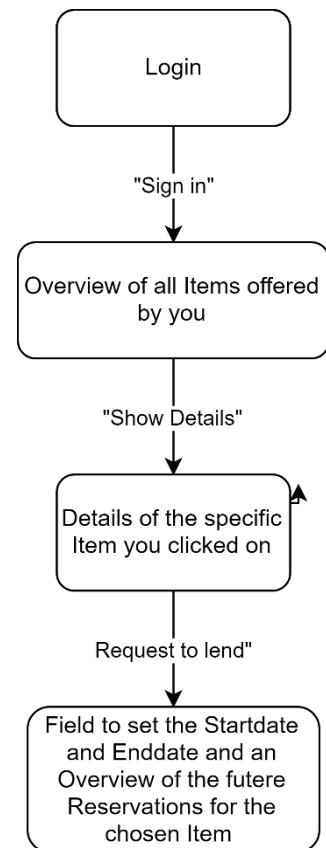 Login
"Sign in"
Overview of all Items offered
by you
"Show Details"
Details of the specific
Item you clicked on
Request to lend"
Field to set the Startdate
and Enddate and an
Overview of the futere
Reservations for the
chosen Item